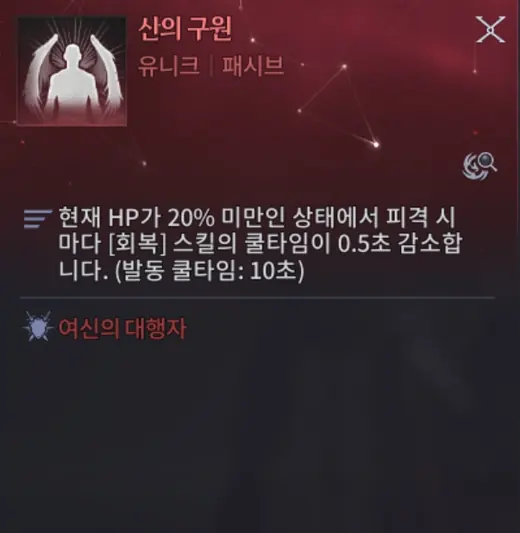 산의 구원
유니크 | 패시브
현재 HP가 20% 미만인 상태에서 피격 시
마다 [회복] 스킬의 쿨타임이 0.5초 감소합
니다. (발동 쿨타임: 10초)
여신의 대행자